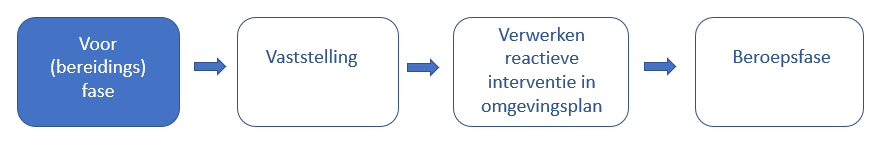 Voor
(bereidings)
fase
Vaststelling
Verwerken
reactieve
interventie in
omgevingsplan
Beroepsfase